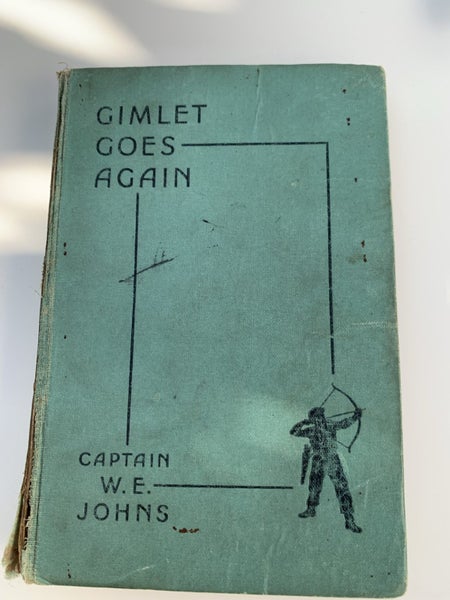 GIMLET
GOES
AGAIN
CAPTAIN
W.E.
JOHNS